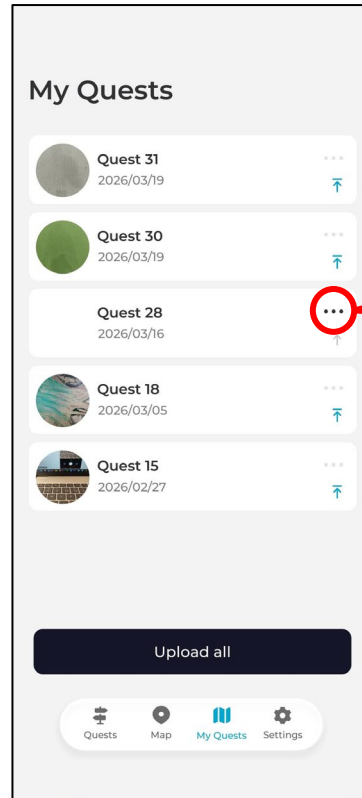 My Quests
Quest 31
2026/03/19
Quest 30
2026/03/19
Quest 28
2026/03/16
Quest 18
2026/03/05
Quest 15
2026/02/27
Upload all
Quests Map My Quests Settings